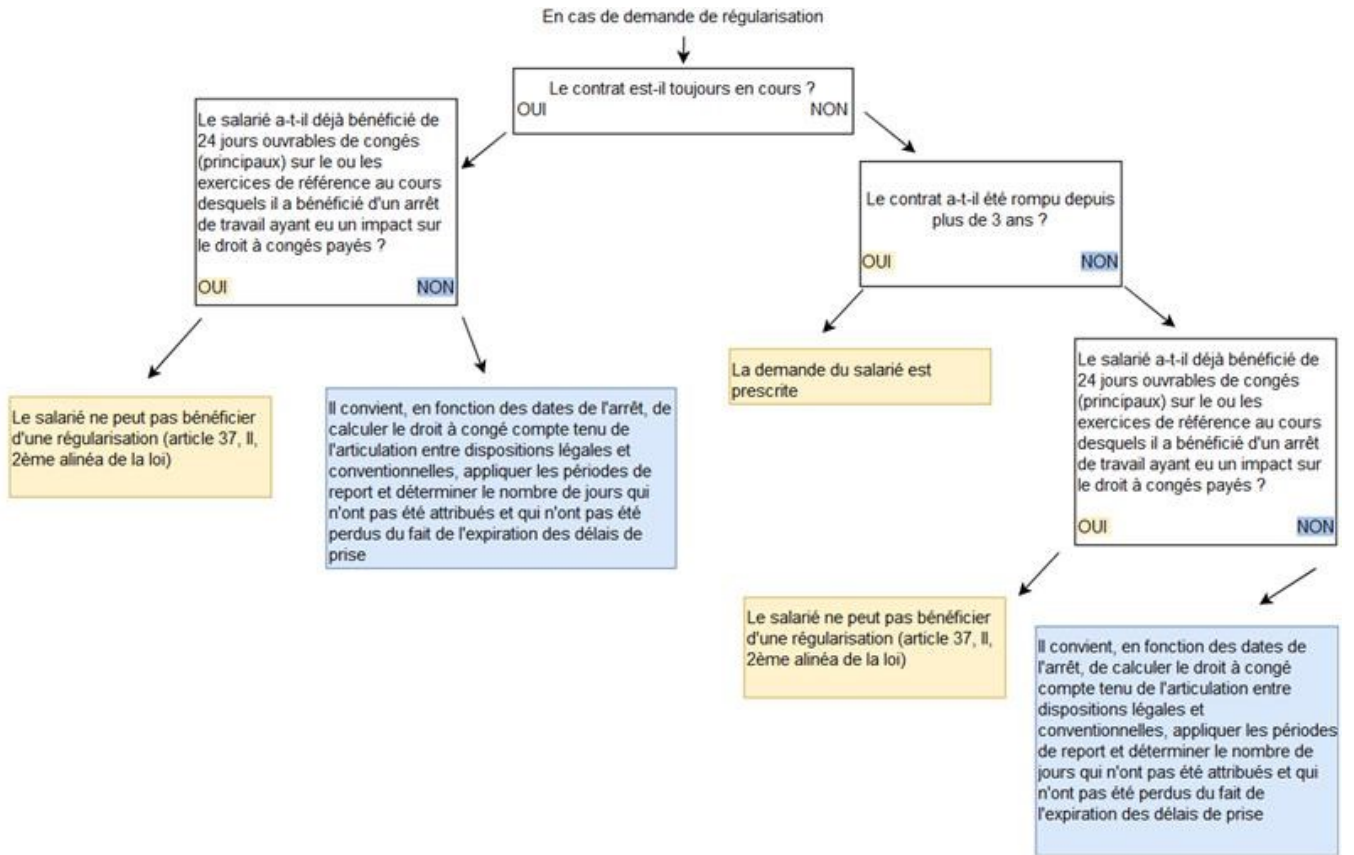 En cas de demande de régularisation
Le contrat est-il toujours en cours ?
OUI NON
Le salarié a-t-il déjà bénéficié de
24 jours ouvrables de congés
(principaux) sur le ou les
exercices de référence au cours
desquels il a bénéficié d'un arrêt
de travail ayant eu un impact sur
le droit à congés payés ?
OUI NON
Le contrat a-t-il été rompu depuis
plus de 3 ans ?
OUI NON
Le salarié ne peut pas bénéficier
d'une régularisation (article 37, II,
2ème alinéa de la loi)
Il convient, en fonction des dates de l'arrêt, de
calculer le droit à congé compte tenu de
l'articulation entre dispositions légales et
conventionnelles, appliquer les périodes de
report et déterminer le nombre de jours qui
n'ont pas été attribués et qui n'ont pas été
perdus du fait de l'expiration des délais de
prise
La demande du salarié est
prescrite
Le salarié a-t-il déjà bénéficié de
24 jours ouvrables de congés
(principaux) sur le ou les
exercices de référence au cours
desquels il a bénéficié d'un arrêt
de travail ayant eu un impact sur
le droit à congés payés ?
OUI NON
Le salarié ne peut pas bénéficier
d'une régularisation (article 37, II,
2ème alinéa de la loi)
Il convient, en fonction des dates de
l'arrêt, de calculer le droit à congé
compte tenu de l'articulation entre
dispositions légales et
conventionnelles, appliquer les périodes
de report et déterminer le nombre de
jours qui n'ont pas été attribués et qui
n'ont pas été perdus du fait de
l'expiration des délais de prise